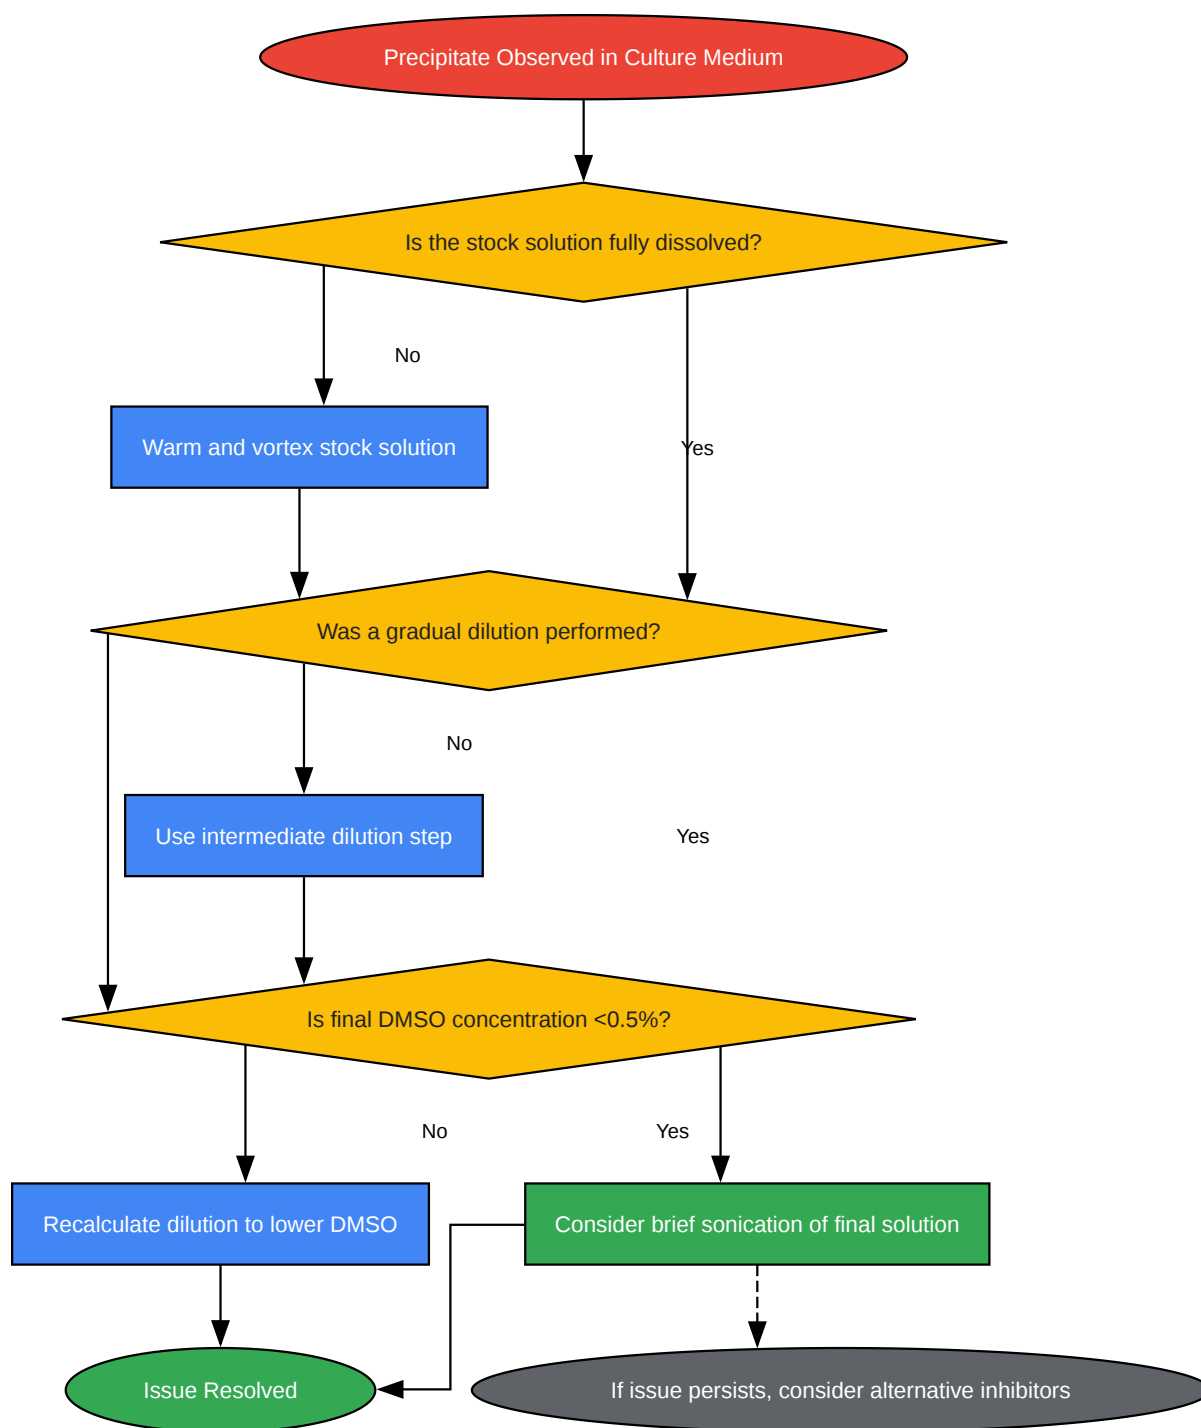 Precipitate Observed in Culture Medium
Is the stock solution fully dissolved?
No
Warm and vortex stock solution
Yes
Was a gradual dilution performed?
No
Use intermediate dilution step
Yes
Is final DMSO concentration <0.5%?
No
Yes
Recalculate dilution to lower DMSO
Consider brief sonication of final solution
Issue Resolved
If issue persists, consider alternative inhibitors